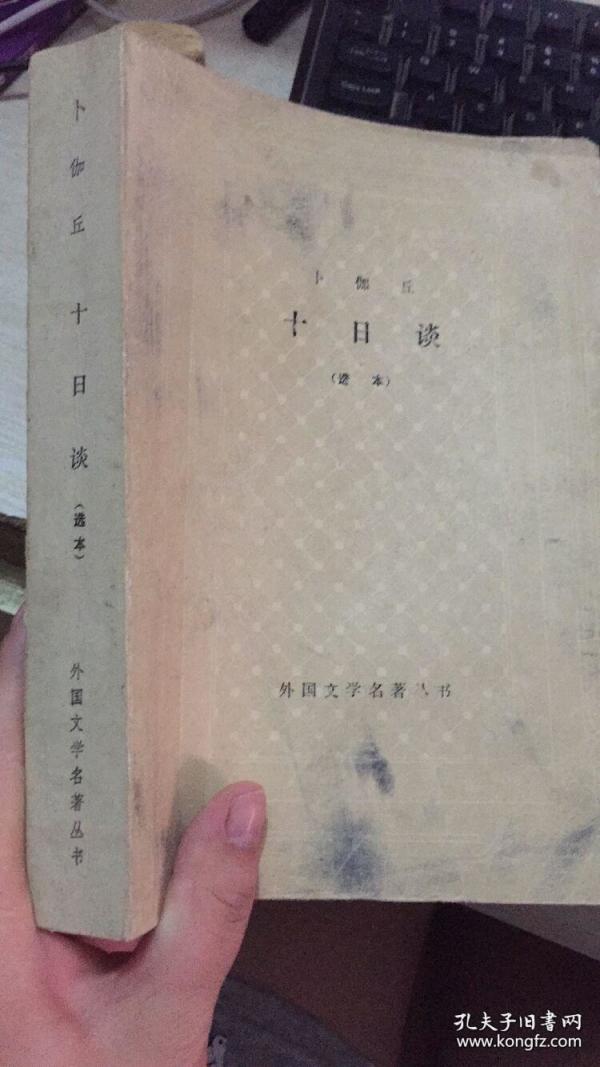 卜伽丘
十日谈
(选本)
外国文学名著丛书
卜伽丘 十日谈 (选本) 外国文学名著丛书
孔夫子旧书网
www.kongfz.com